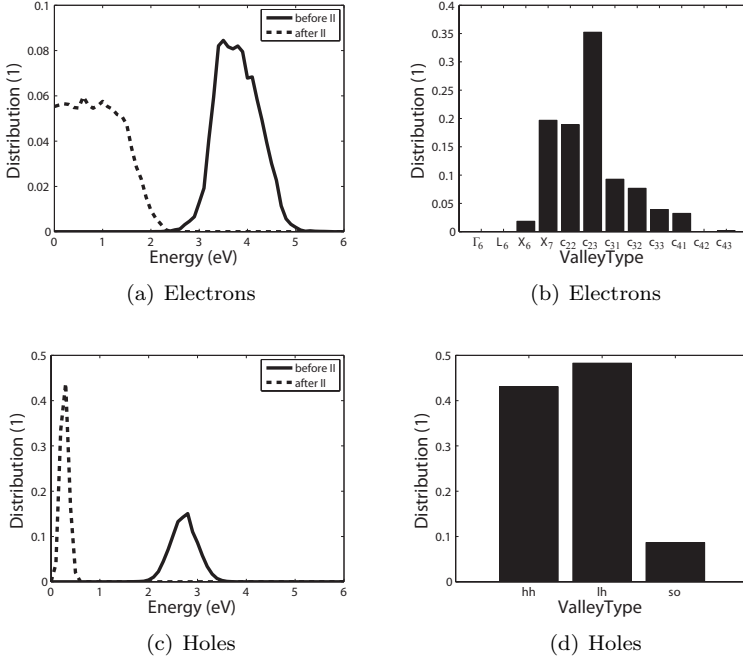 0.1
0.08
0.06
0.04
0.02
0
Distribution (1)
before II
after II
0 1 2 3 4 5 6
Energy (eV)
(a) Electrons
0.4
0.35
0.3
0.25
0.2
0.15
0.1
0.05
0
Distribution (1)
Γ6 L6 X6 X7 c22 c23 c31 c32 c33 c41 c42 c43
ValleyType
(b) Electrons
0.5
0.4
0.3
0.2
0.1
0
Distribution (1)
before II
after II
0 1 2 3 4 5 6
Energy (eV)
(c) Holes
0.5
0.4
0.3
0.2
0.1
0
Distribution (1)
hh lh so
ValleyType
(d) Holes